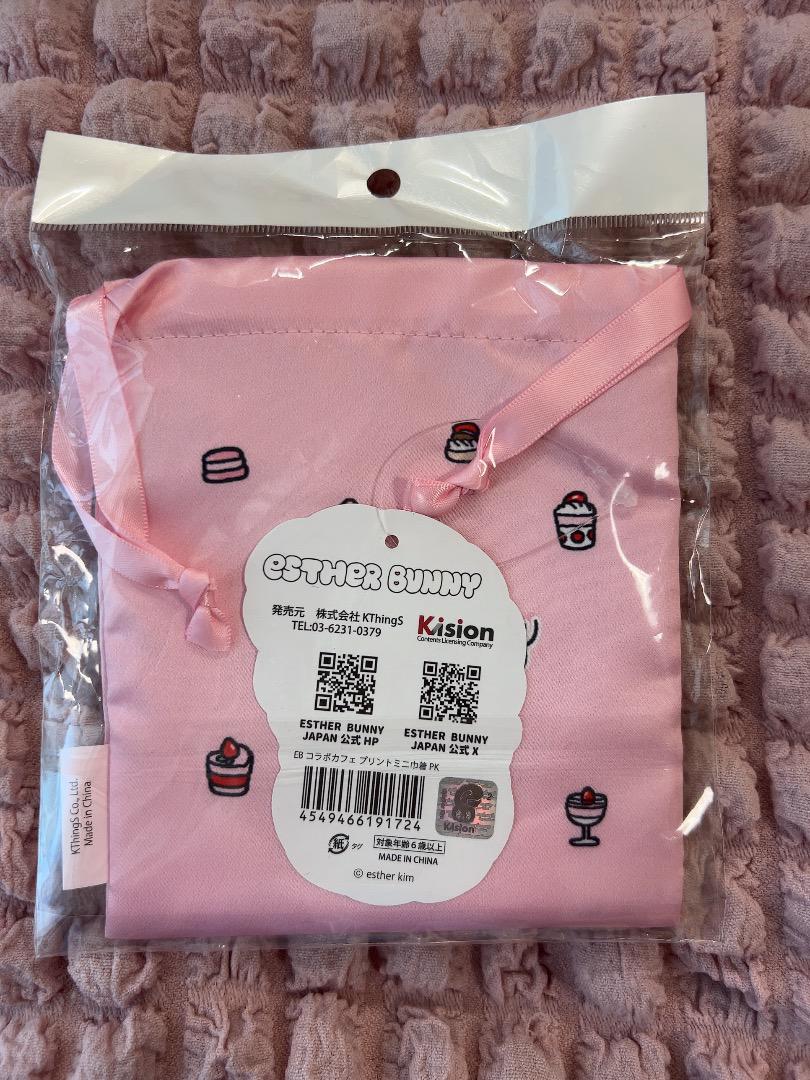 ESTHER BUNNY
発売元 株式会社 KThingS
TEL:03-6231-0379
Kision
Contents Licensing Company
ESTHER BUNNY
JAPAN 公式 HP
ESTHER BUNNY
JAPAN 公式 X
EB コラボカフェ プリントミニ巾着 PK
4549466191724
Kision
紙 タグ
対象年齢6歳以上
MADE IN CHINA
© esther kim
KThingS Co., Ltd.
Made in China